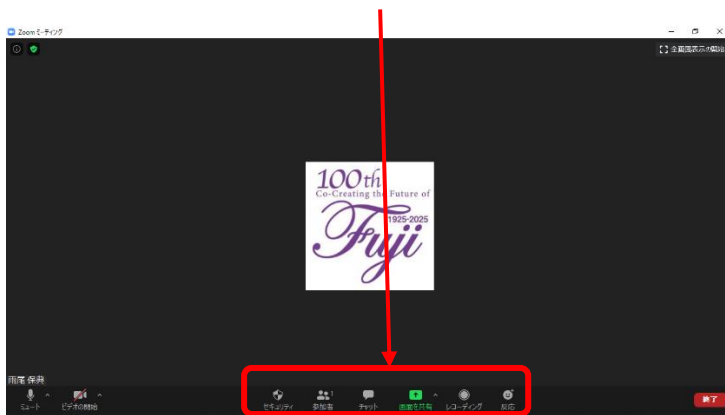 Zoom ミーティング
全画面表示の開始
100th
Co-Creating the Future of
1925-2025
Fuji
雨尾 保典
ミュート
ビデオの開始
セキュリティ
1
参加者
チャット
画面を共有
レコーディング
反応
終了